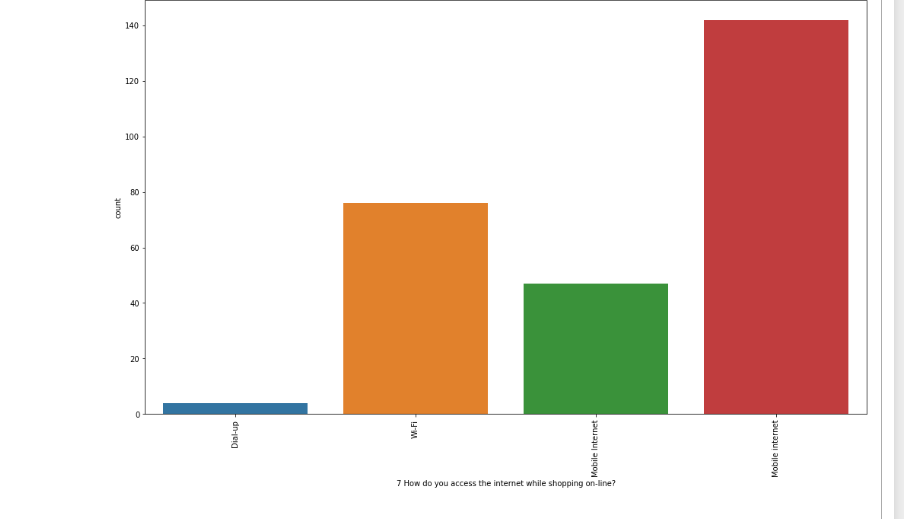 140
120
100
80
60
40
20
0
count
Dial-up
Wi-Fi
Mobile Internet
Mobile internet
7 How do you access the internet while shopping on-line?